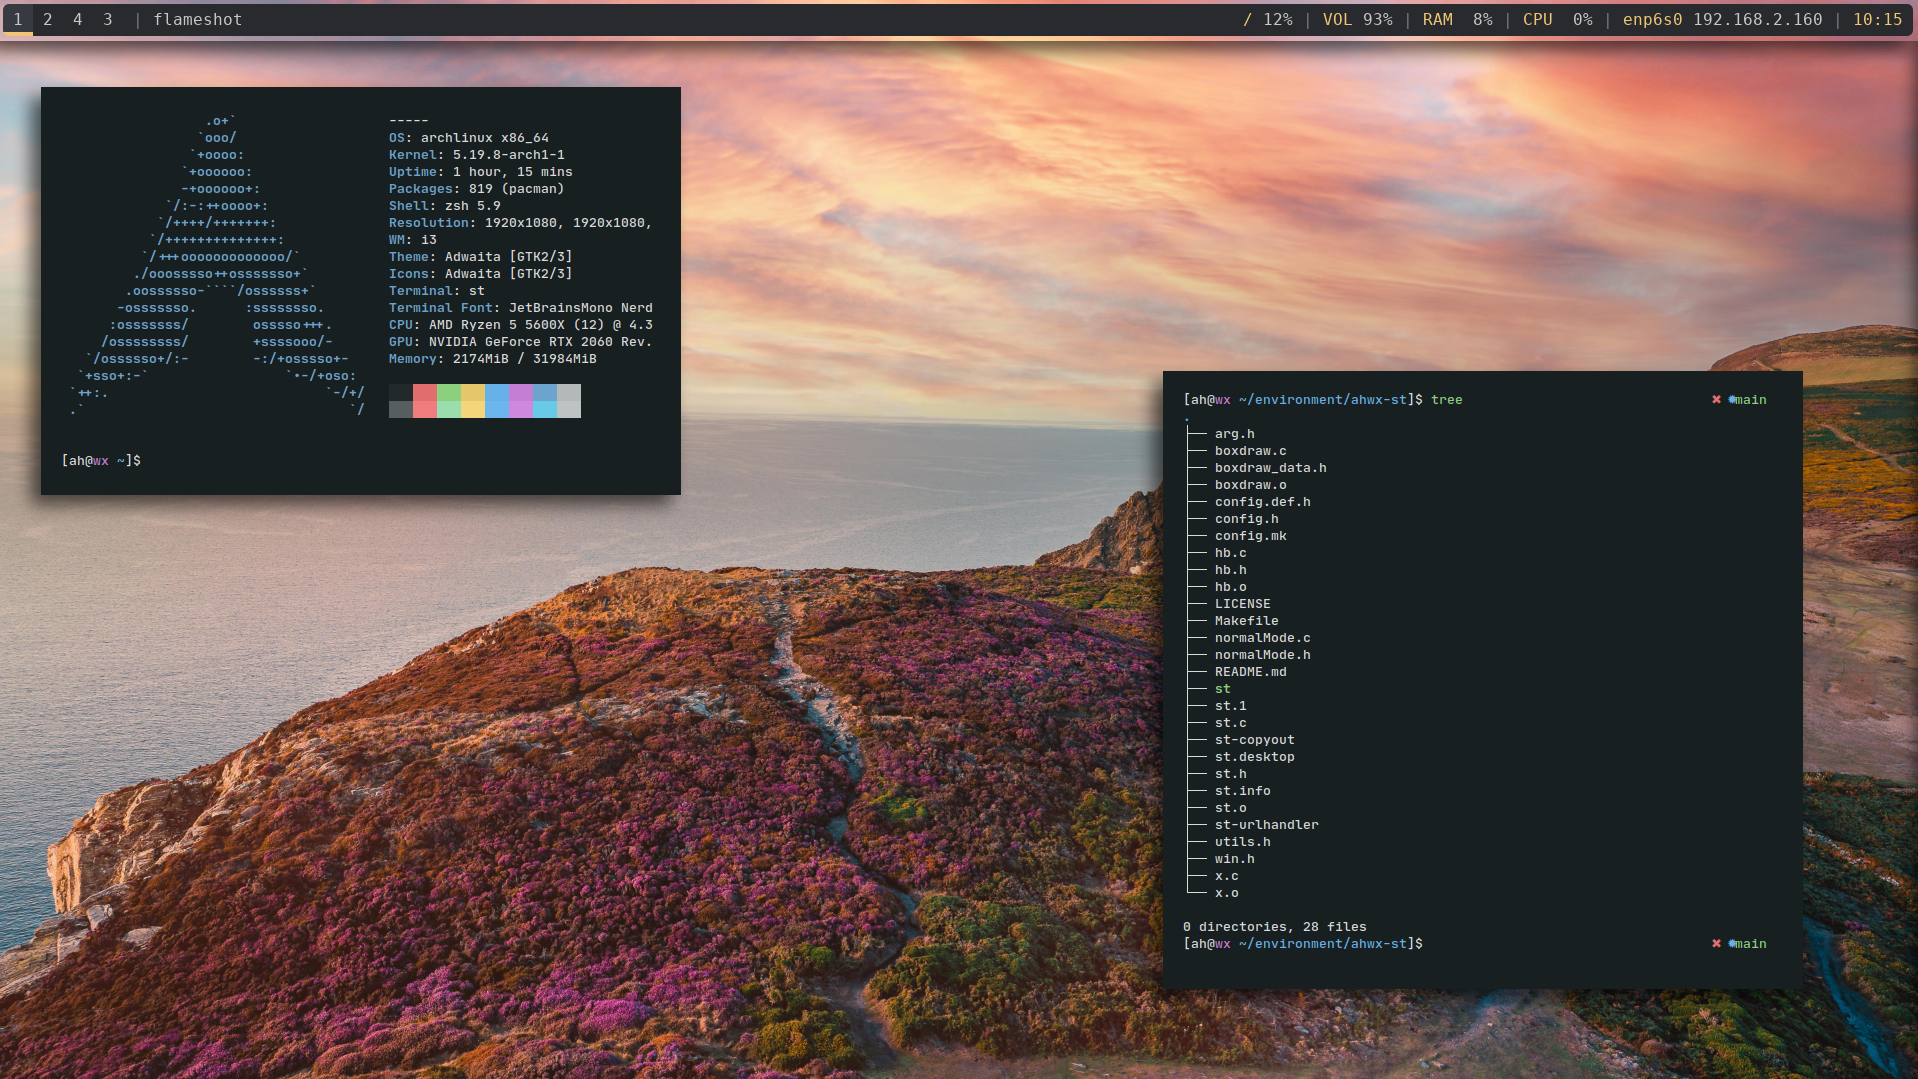 1 2 4 3 | flameshot
/ 12% | VOL 93% | RAM 8% | CPU 0% | enp6s0 192.168.2.160 | 10:15
.o+`
`ooo/
`+oooo:
`+oooooo:
-+oooooo+:
`/:-:++oooo+:
`/++++/+++++++:
`/++++++++++++++:
`/+++ooooooooooooo/`
./ooosssso++osssssso+`
.oossssso-````/ossssss+`
-osssssso.      :ssssssso.
:osssssss/        osssso+++.
/ossssssss/        +ssssooo/-
`/ossssso+/:-        -:/+osssso+-
`+sso+:-`                 `•-/+oso:
`++:.                           `-/+/
.`                                 `/
-----
OS: archlinux x86_64
Kernel: 5.19.8-arch1-1
Uptime: 1 hour, 15 mins
Packages: 819 (pacman)
Shell: zsh 5.9
Resolution: 1920x1080, 1920x1080,
WM: i3
Theme: Adwaita [GTK2/3]
Icons: Adwaita [GTK2/3]
Terminal: st
Terminal Font: JetBrainsMono Nerd
CPU: AMD Ryzen 5 5600X (12) @ 4.3
GPU: NVIDIA GeForce RTX 2060 Rev.
Memory: 2174MiB / 31984MiB
[ah@wx ~]$
[ah@wx ~/environment/ahwx-st]$ tree ✖ ✹main
.
├── arg.h
├── boxdraw.c
├── boxdraw_data.h
├── boxdraw.o
├── config.def.h
├── config.h
├── config.mk
├── hb.c
├── hb.h
├── hb.o
├── LICENSE
├── Makefile
├── normalMode.c
├── normalMode.h
├── README.md
├── st
├── st.1
├── st.c
├── st-copyout
├── st.desktop
├── st.h
├── st.info
├── st.o
├── st-urlhandler
├── utils.h
├── win.h
├── x.c
└── x.o
0 directories, 28 files
[ah@wx ~/environment/ahwx-st]$ ✖ ✹main